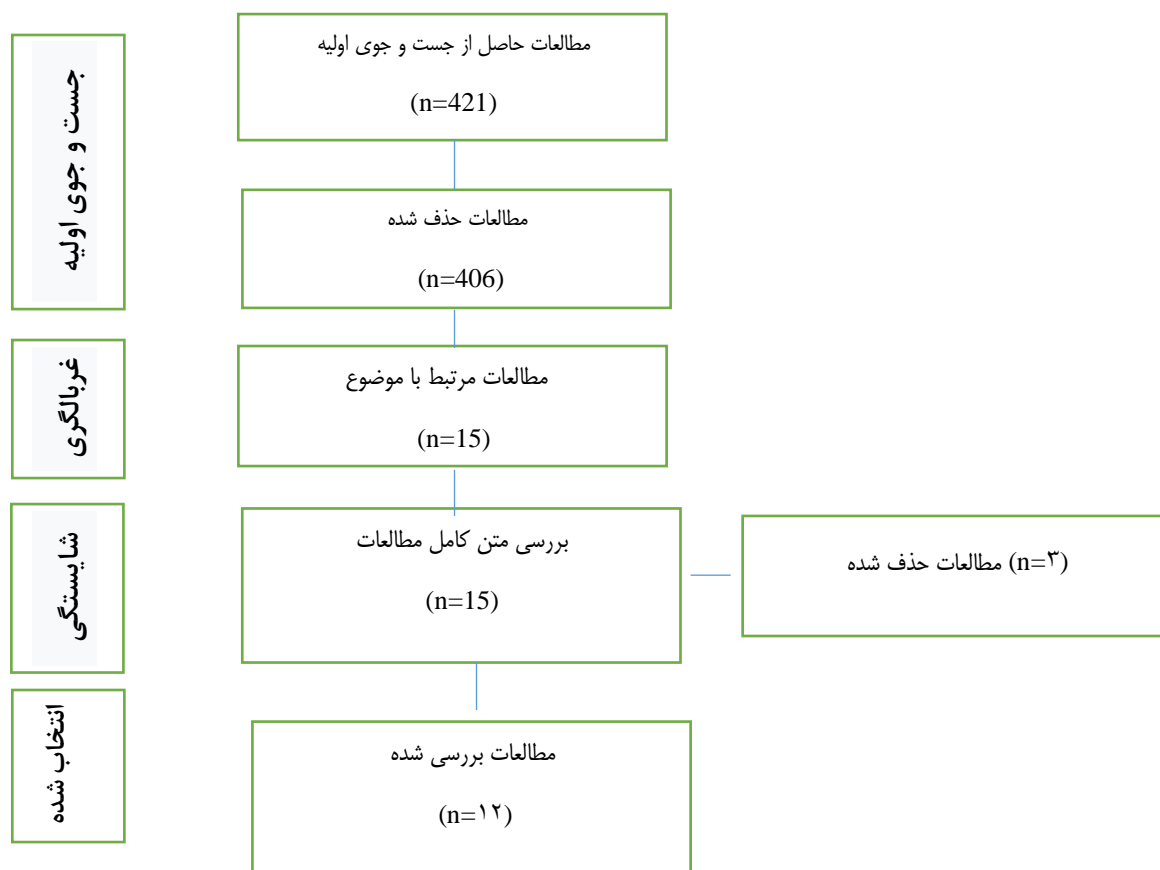 جست و جوی اولیه
مطالعات حاصل از جست و جوی اولیه
(n=421)
مطالعات حذف شده
(n=406)
غربالگری
مطالعات مرتبط با موضوع
(n=15)
شایستگی
بررسی متن کامل مطالعات
(n=15)
(n=۳) مطالعات حذف شده
انتخاب شده
مطالعات بررسی شده
(n=۱۲)